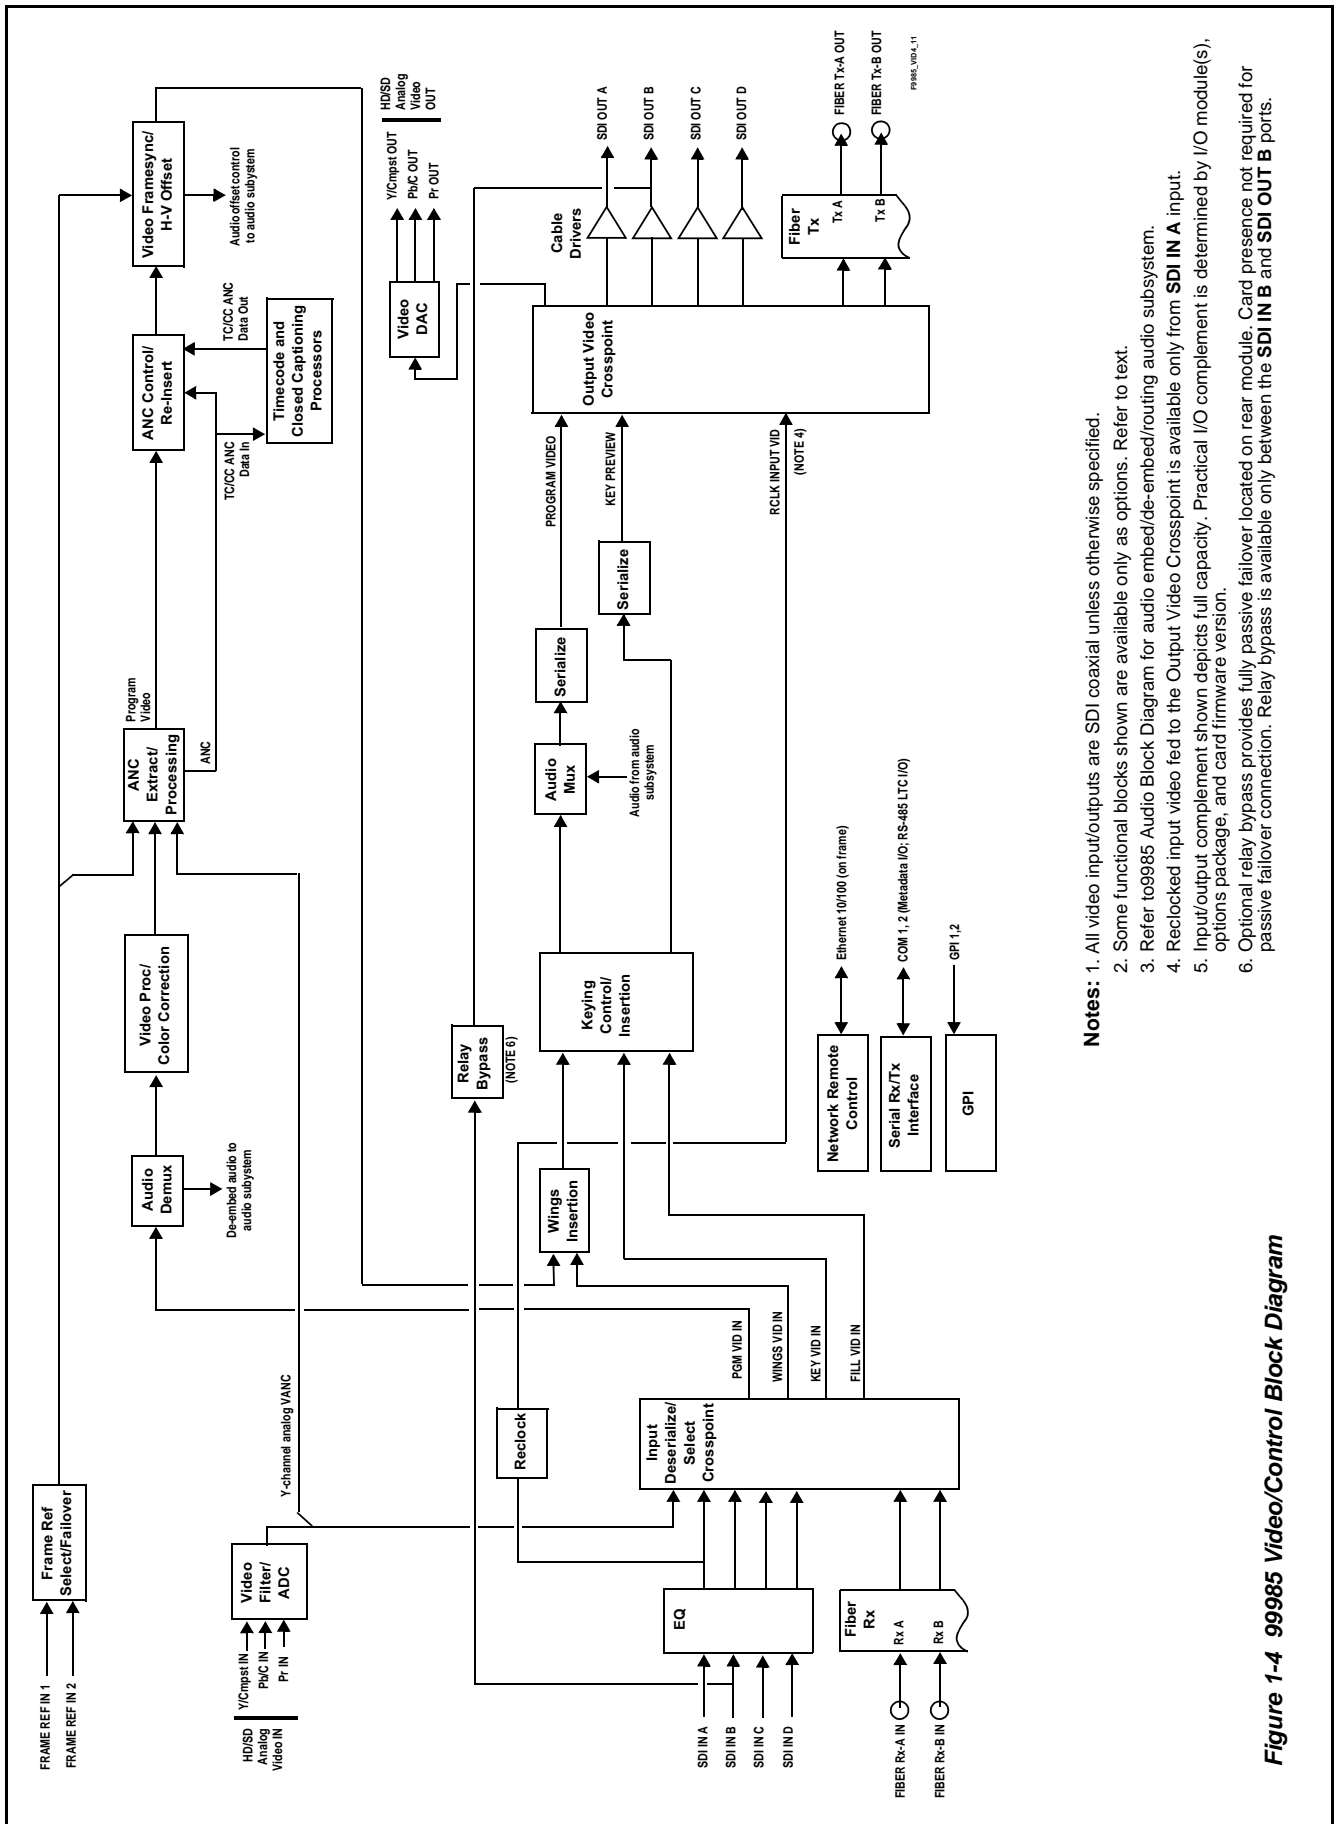 FRAME REF IN 1
FRAME REF IN 2
Frame Ref
Select/Failover
HD/SD
Analog
Video IN
Y/Cmpst IN
Pb/C IN
Pr IN
Video
Filter/
ADC
Y-channel analog VANC
Audio
Demux
De-embed audio to
audio subystem
Video Proc/
Color Correction
ANC
Extract/
Processing
Program
Video
ANC
ANC Control/
Re-Insert
TC/CC ANC
Data In
TC/CC ANC
Data Out
Timecode and
Closed Captioning
Processors
Video Framesync/
H-V Offset
Audio offset control
to audio subystem
Video
DAC
Y/Cmpst OUT
Pb/C OUT
Pr OUT
HD/SD
Analog
Video
OUT
SDI IN A
SDI IN B
SDI IN C
SDI IN D
EQ
Reclock
FIBER Rx-A IN
FIBER Rx-B IN
Fiber
Rx
Rx A
Rx B
Input
Deserialize/
Select
Crosspoint
PGM VID IN
WINGS VID IN
KEY VID IN
FILL VID IN
Wings
Insertion
Relay
Bypass
(NOTE 6)
Keying
Control/
Insertion
Audio
Mux
Audio from audio
subsystem
Serialize
Serialize
PROGRAM VIDEO
KEY PREVIEW
RCLK INPUT VID
(NOTE 4)
Output Video
Crosspoint
Cable
Drivers
SDI OUT A
SDI OUT B
SDI OUT C
SDI OUT D
Fiber
Tx
Tx A
Tx B
FIBER Tx-A OUT
FIBER Tx-B OUT
F9985_VID4_11
Network Remote
Control
Ethernet 10/100 (on frame)
Serial Rx/Tx
Interface
COM 1, 2 (Metadata I/O; RS-485 LTC I/O)
GPI
GPI 1,2
Notes: 1. All video input/outputs are SDI coaxial unless otherwise specified.
2. Some functional blocks shown are available only as options. Refer to text.
3. Refer to9985 Audio Block Diagram for audio embed/de-embed/routing audio subsystem.
4. Reclocked input video fed to the Output Video Crosspoint is available only from SDI IN A input.
5. Input/output complement shown depicts full capacity. Practical I/O complement is determined by I/O module(s),
options package, and card firmware version.
6. Optional relay bypass provides fully passive failover located on rear module. Card presence not required for
passive failover connection. Relay bypass is available only between the SDI IN B and SDI OUT B ports.
Figure 1-4 99985 Video/Control Block Diagram